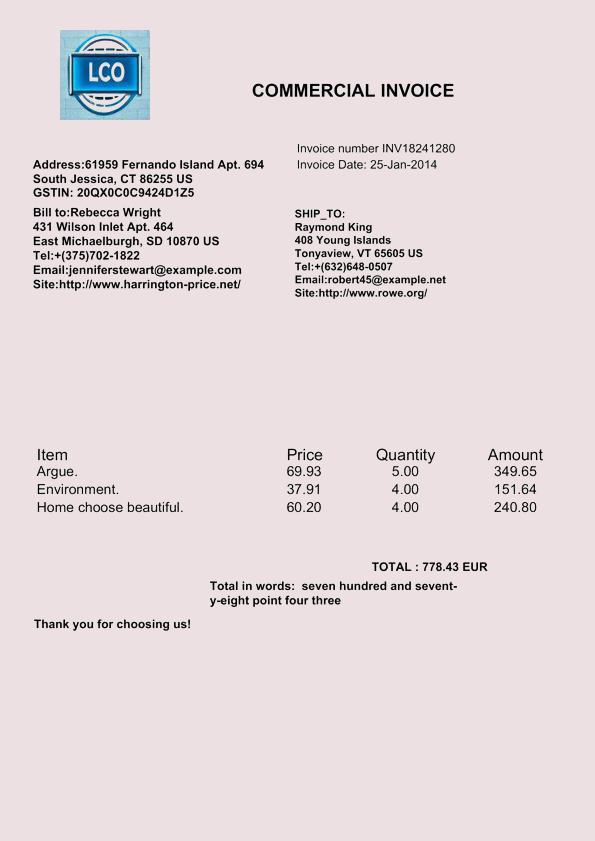 LCO
COMMERCIAL INVOICE
Invoice number INV18241280
Invoice Date: 25-Jan-2014
Address:61959 Fernando Island Apt. 694
South Jessica, CT 86255 US
GSTIN: 20QX0C0C9424D1Z5
Bill to:Rebecca Wright
431 Wilson Inlet Apt. 464
East Michaelburgh, SD 10870 US
Tel:+(375)702-1822
Email:jenniferstewart@example.com
Site:http://www.harrington-price.net/
SHIP_TO:
Raymond King
408 Young Islands
Tonyaview, VT 65605 US
Tel:+(632)648-0507
Email:robert45@example.net
Site:http://www.rowe.org/
Item Price Quantity Amount
Argue. 69.93 5.00 349.65
Environment. 37.91 4.00 151.64
Home choose beautiful. 60.20 4.00 240.80
TOTAL : 778.43 EUR
Total in words:  seven hundred and sevent-
y-eight point four three
Thank you for choosing us!